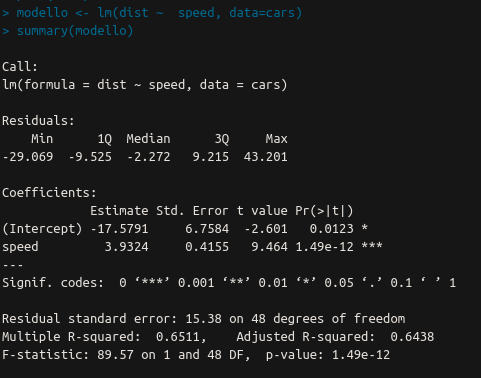 > modello <- lm(dist ~  speed, data=cars)
> summary(modello)

Call:
lm(formula = dist ~ speed, data = cars)

Residuals:
    Min      1Q  Median      3Q     Max
-29.069  -9.525  -2.272   9.215  43.201

Coefficients:
            Estimate Std. Error t value Pr(>|t|)
(Intercept) -17.5791     6.7584  -2.601   0.0123 *
speed         3.9324     0.4155   9.464 1.49e-12 ***
---
Signif. codes:  0 ‘***’ 0.001 ‘**’ 0.01 ‘*’ 0.05 ‘.’ 0.1 ‘ ’ 1

Residual standard error: 15.38 on 48 degrees of freedom
Multiple R-squared:  0.6511,    Adjusted R-squared:  0.6438
F-statistic: 89.57 on 1 and 48 DF,  p-value: 1.49e-12